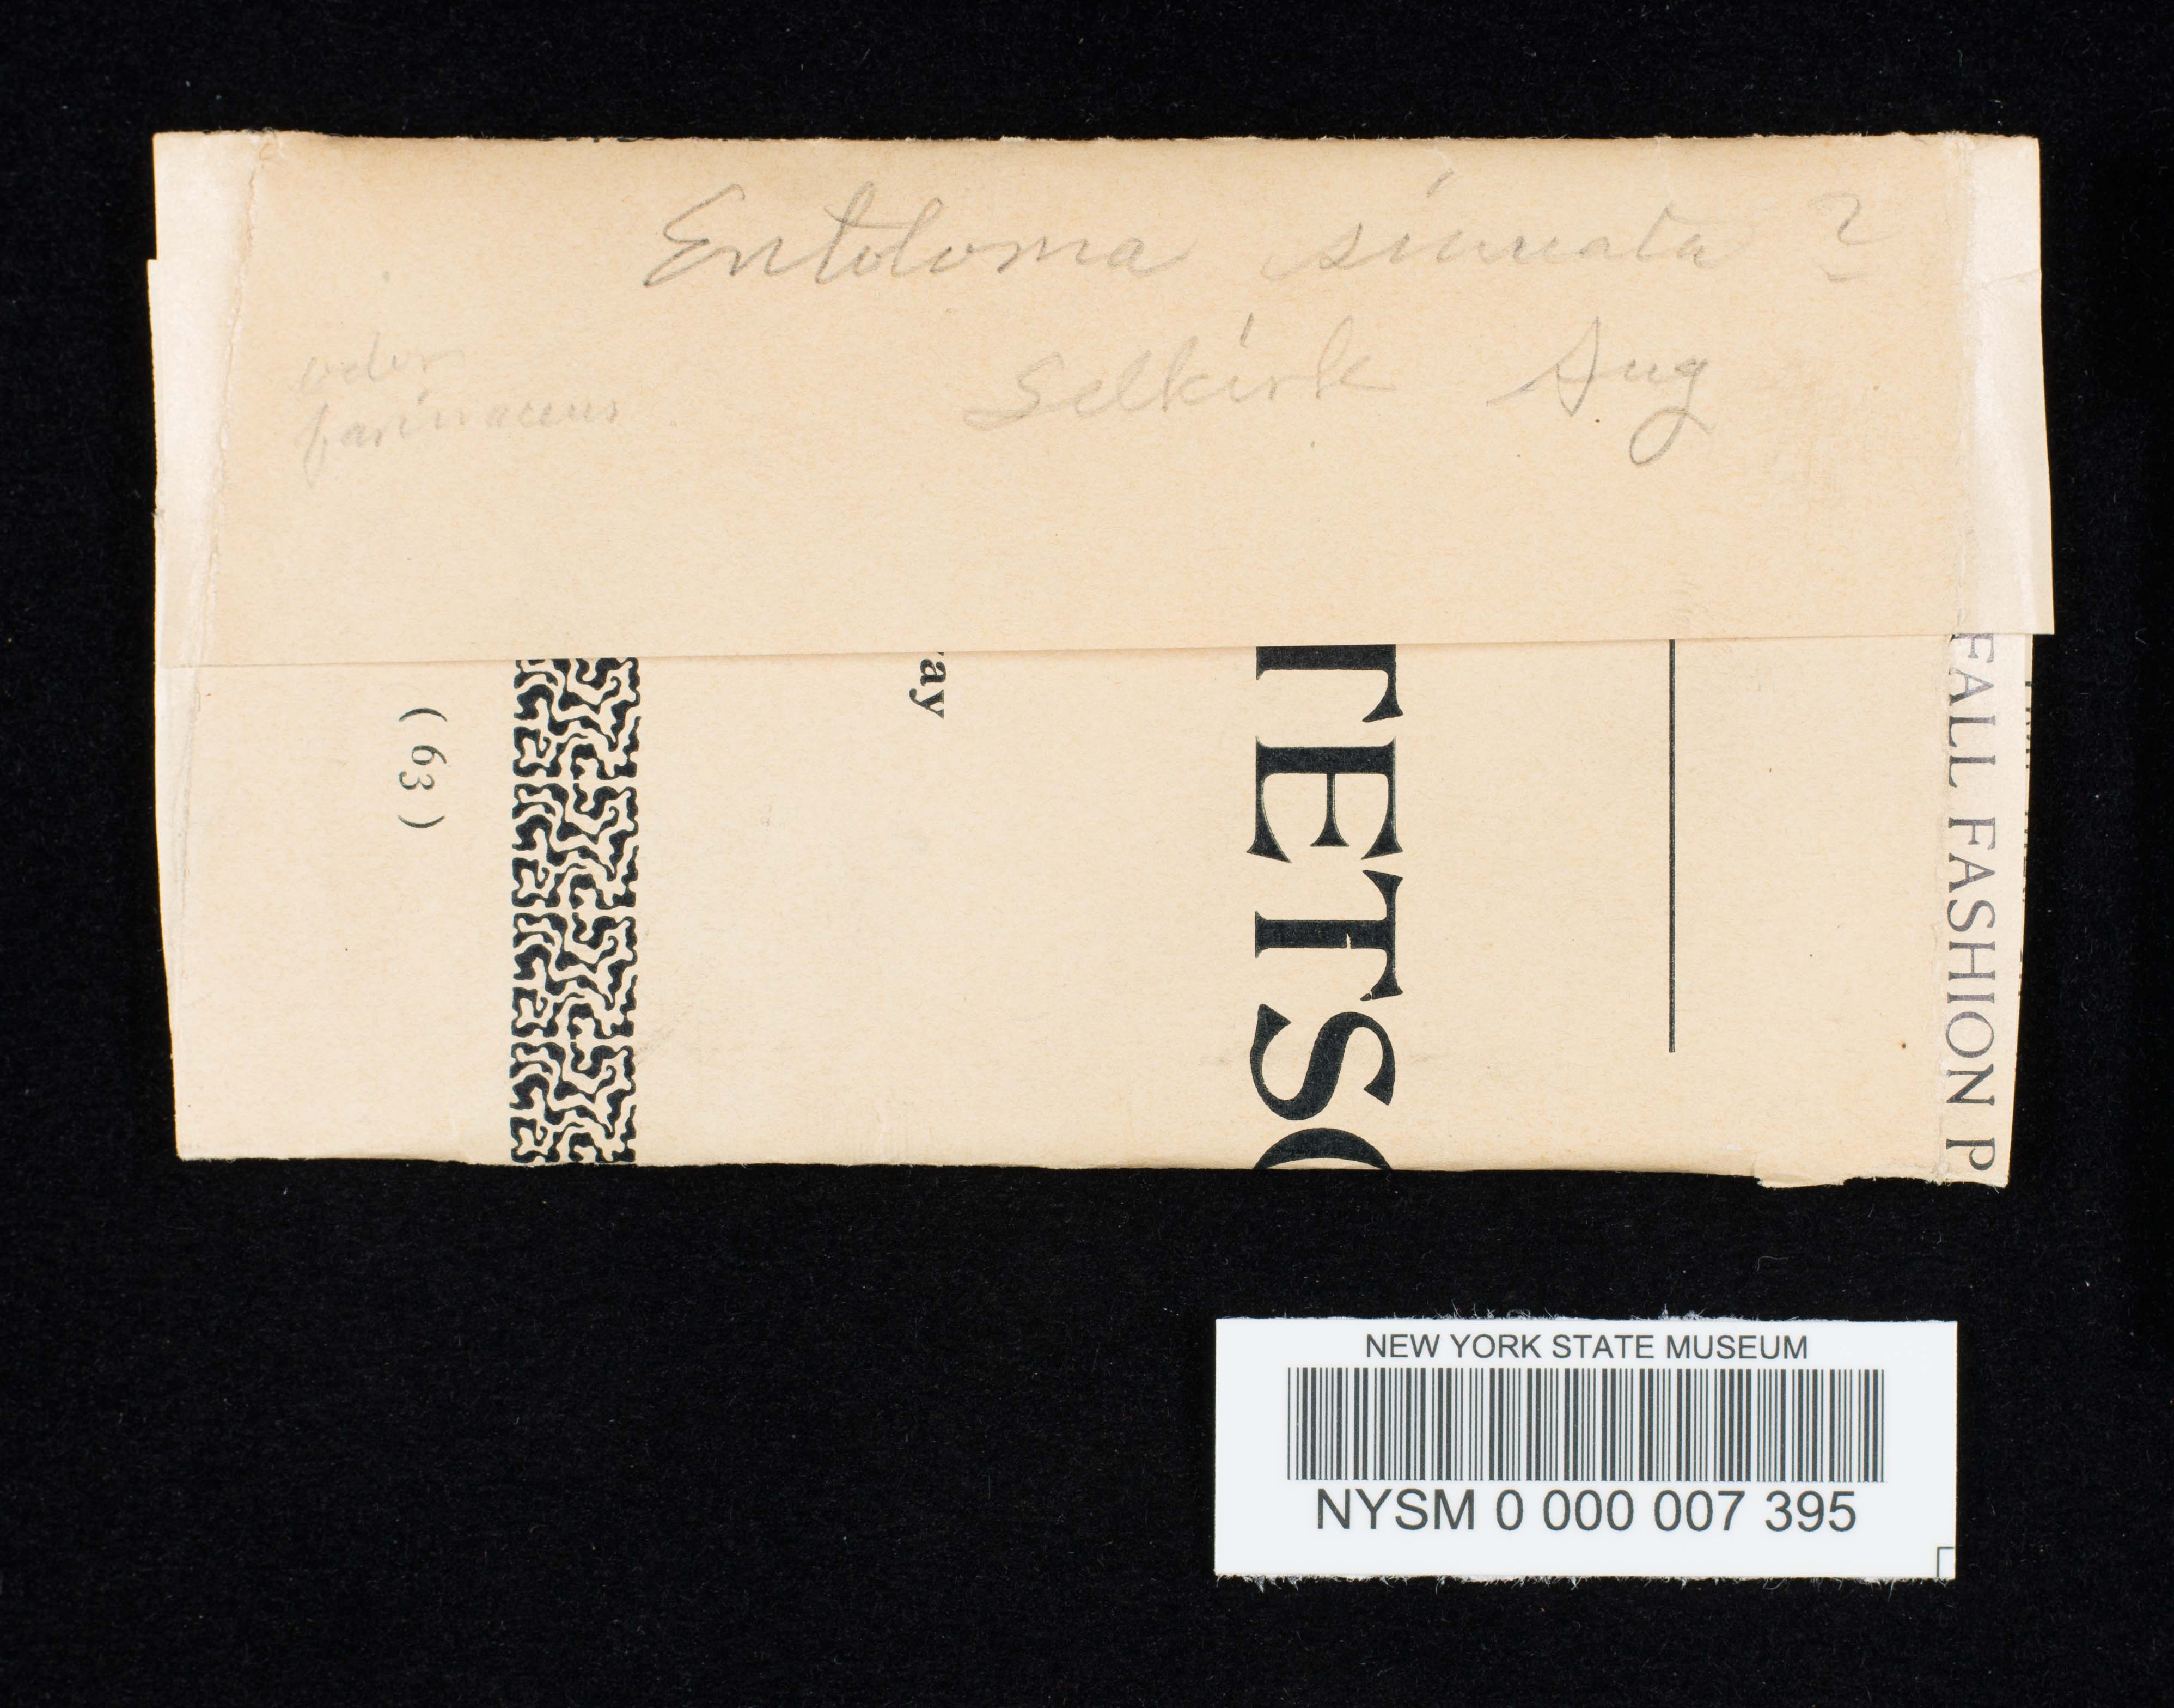 Entoloma sinuata ?
Selkirk Aug
odor
farinaceus
(63)
ay
TETSO
FALL FASHION P
NEW YORK STATE MUSEUM
NYSM 0 000 007 395